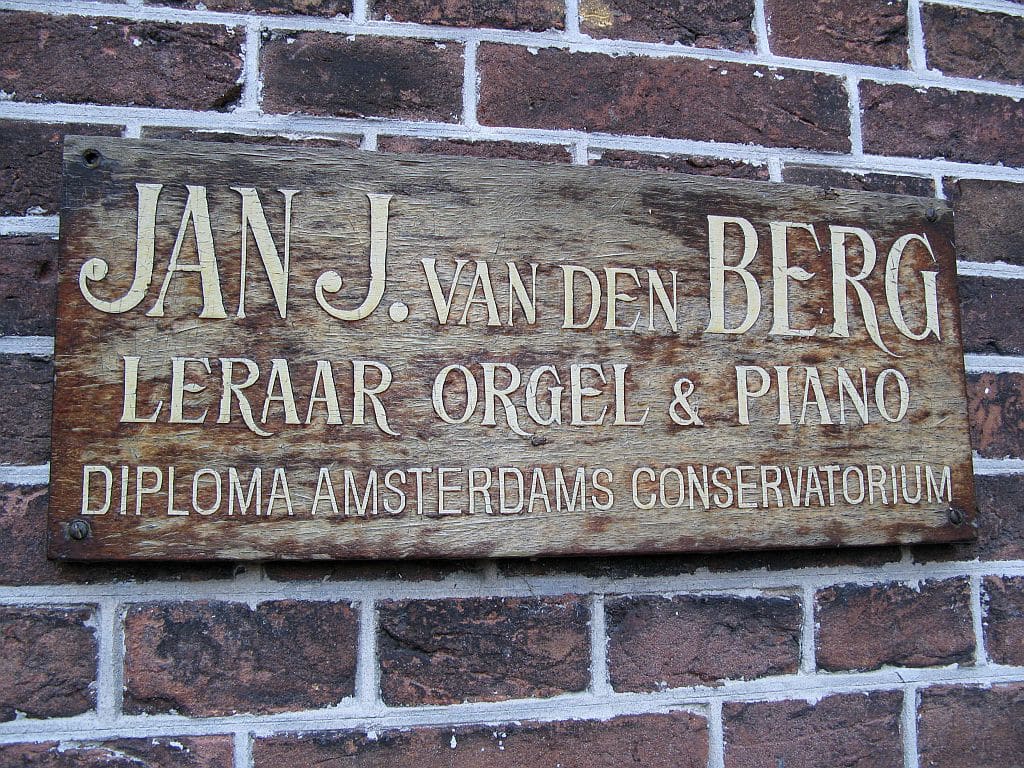 JAN J. VAN DEN BERG
LERAAR ORGEL & PIANO
DIPLOMA AMSTERDAMS CONSERVATORIUM